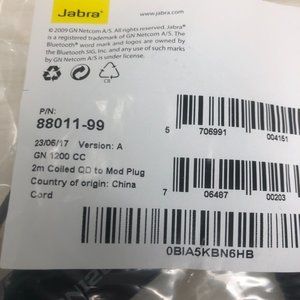 Jabra®
www.jabra.com
© 2009 GN Netcom A/S. All rights reserved. Jabra®
is a registered trademark of GN Netcom A/S. The
Bluetooth® word mark and logos are owned by
the Bluetooth SIG, Inc. and any use of such marks
by GN Netcom A/S is under license.
P/N:
88011-99
23/06/17 Version: A
GN 1200 CC
2m Coiled QD to Mod Plug
Country of origin: China
Cord
5 706991 004161
7 06487 00203
0BIA5KBN6HB